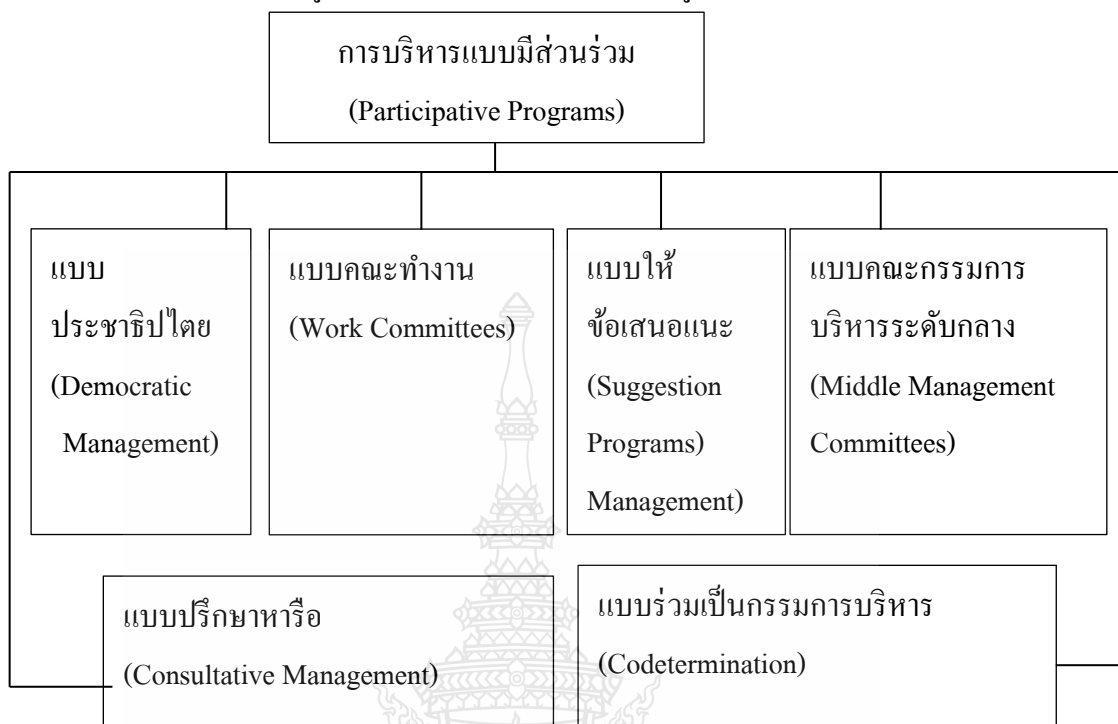 การบริหารแบบมีส่วนร่วม
(Participative Programs)
แบบ
ประชาธิปไตย
(Democratic
Management)
แบบคณะทำงาน
(Work Committees)
แบบให้
ข้อเสนอแนะ
(Suggestion
Programs)
Management)
แบบคณะกรรมการ
บริหารระดับกลาง
(Middle Management
Committees)
แบบปรึกษาหารือ
(Consultative Management)
แบบร่วมเป็นกรรมการบริหาร
(Codetermination)